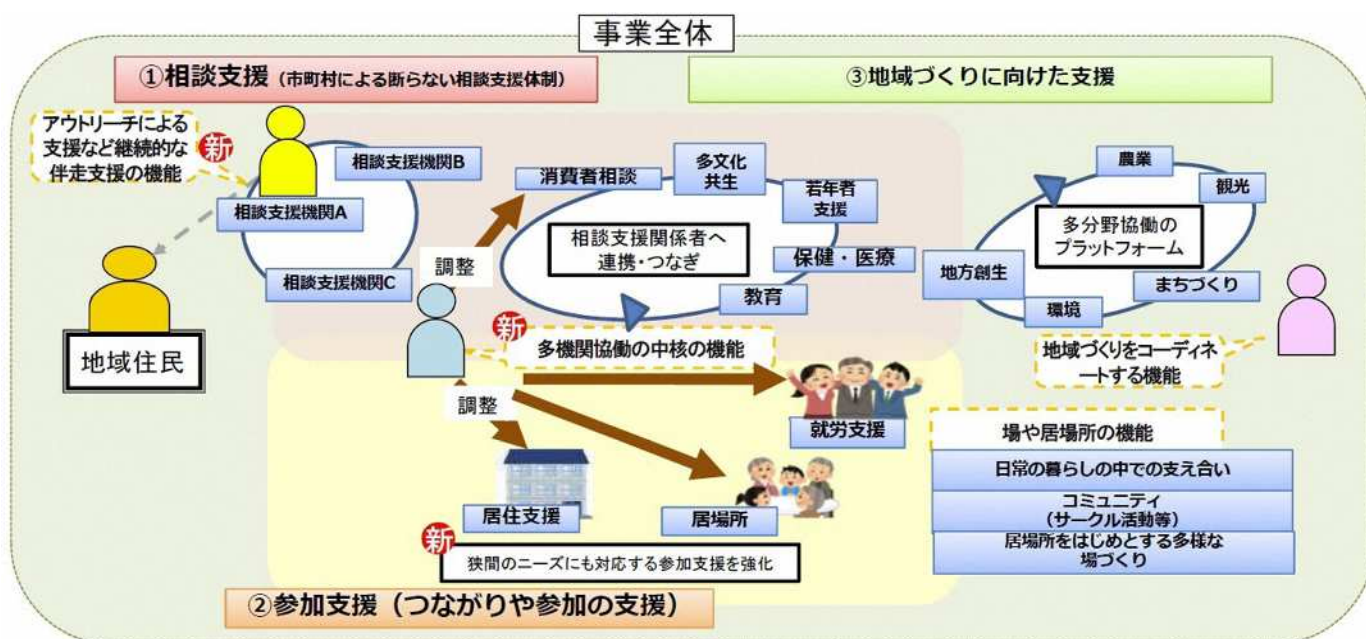 事業全体
①相談支援（市町村による断らない相談支援体制）
③地域づくりに向けた支援
アウトリーチによる
支援など継続的な
伴走支援の機能
新
相談支援機関B
相談支援機関A
相談支援機関C
地域住民
調整
消費者相談
多文化
共生
若年者
支援
保健・医療
教育
相談支援関係者へ
連携・つなぎ
農業
観光
まちづくり
環境
地方創生
多分野協働の
プラットフォーム
新
多機関協働の中核の機能
地域づくりをコーディネ
ートする機能
調整
就労支援
居住支援
居場所
新
狭間のニーズにも対応する参加支援を強化
場や居場所の機能
日常の暮らしの中での支え合い
コミュニティ
（サークル活動等）
居場所をはじめとする多様な
場づくり
②参加支援（つながりや参加の支援）